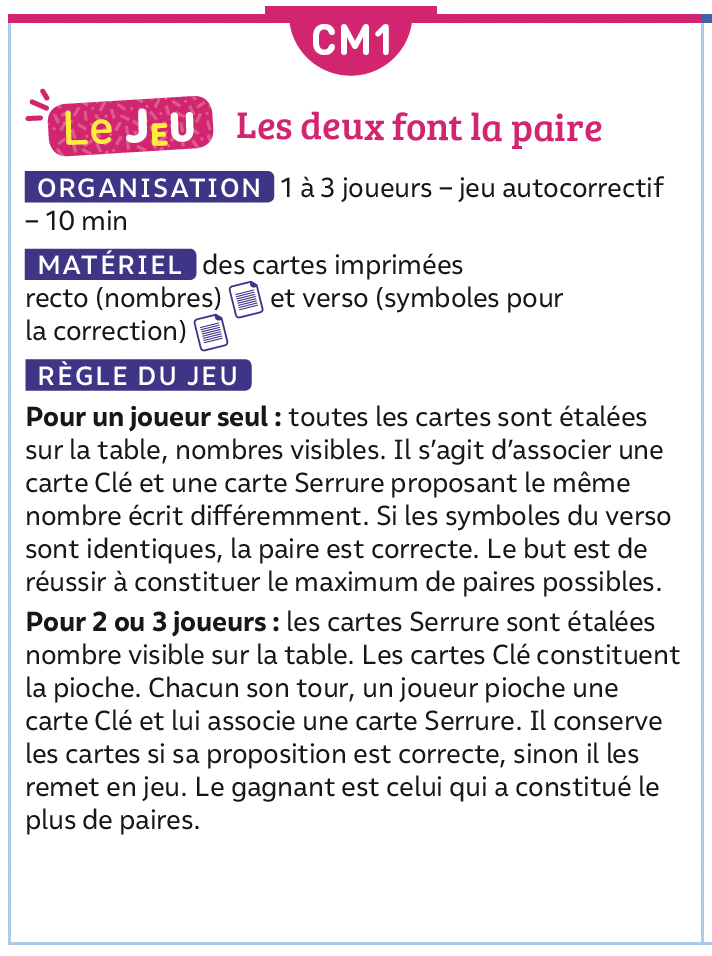 CM1
Le JEU Les deux font la paire
ORGANISATION 1 à 3 joueurs – jeu autocorrectif
– 10 min
MATÉRIEL des cartes imprimées
recto (nombres) et verso (symboles pour
la correction)
RÈGLE DU JEU
Pour un joueur seul : toutes les cartes sont étalées
sur la table, nombres visibles. Il s’agit d’associer une
carte Clé et une carte Serrure proposant le même
nombre écrit différemment. Si les symboles du verso
sont identiques, la paire est correcte. Le but est de
réussir à constituer le maximum de paires possibles.
Pour 2 ou 3 joueurs : les cartes Serrure sont étalées
nombre visible sur la table. Les cartes Clé constituent
la pioche. Chacun son tour, un joueur pioche une
carte Clé et lui associe une carte Serrure. Il conserve
les cartes si sa proposition est correcte, sinon il les
remet en jeu. Le gagnant est celui qui a constitué le
plus de paires.